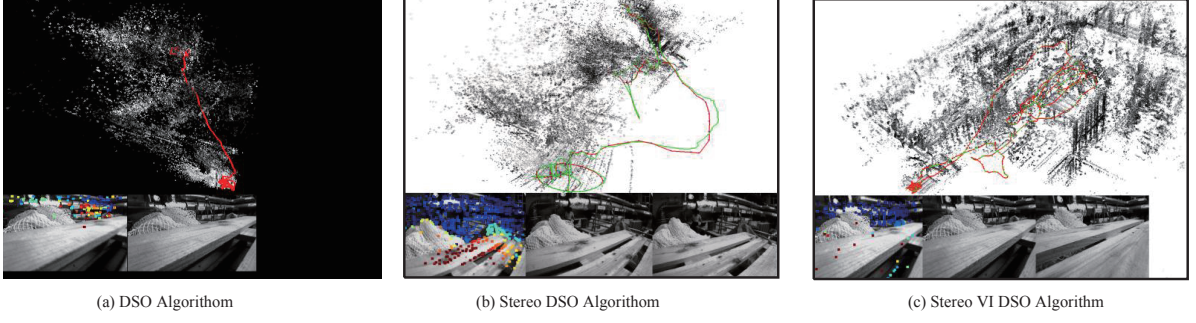 (a) DSO Algorithom
(b) Stereo DSO Algorithom
(c) Stereo VI DSO Algorithm